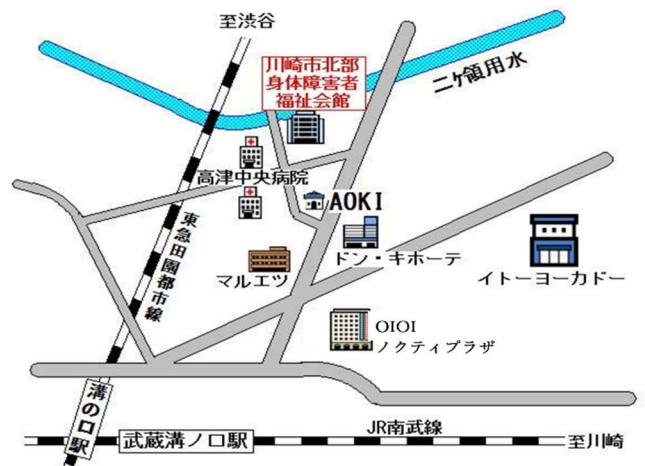 至渋谷
川崎市北部
身体障害者
福祉会館
二ケ領用水
高津中央病院
AOKI
東急田園都市線
ドン・キホーテ
マルエツ
イトーヨーカドー
OIOI
ノクティプラザ
溝の口駅
武蔵溝ノ口駅
JR南武線
至川崎